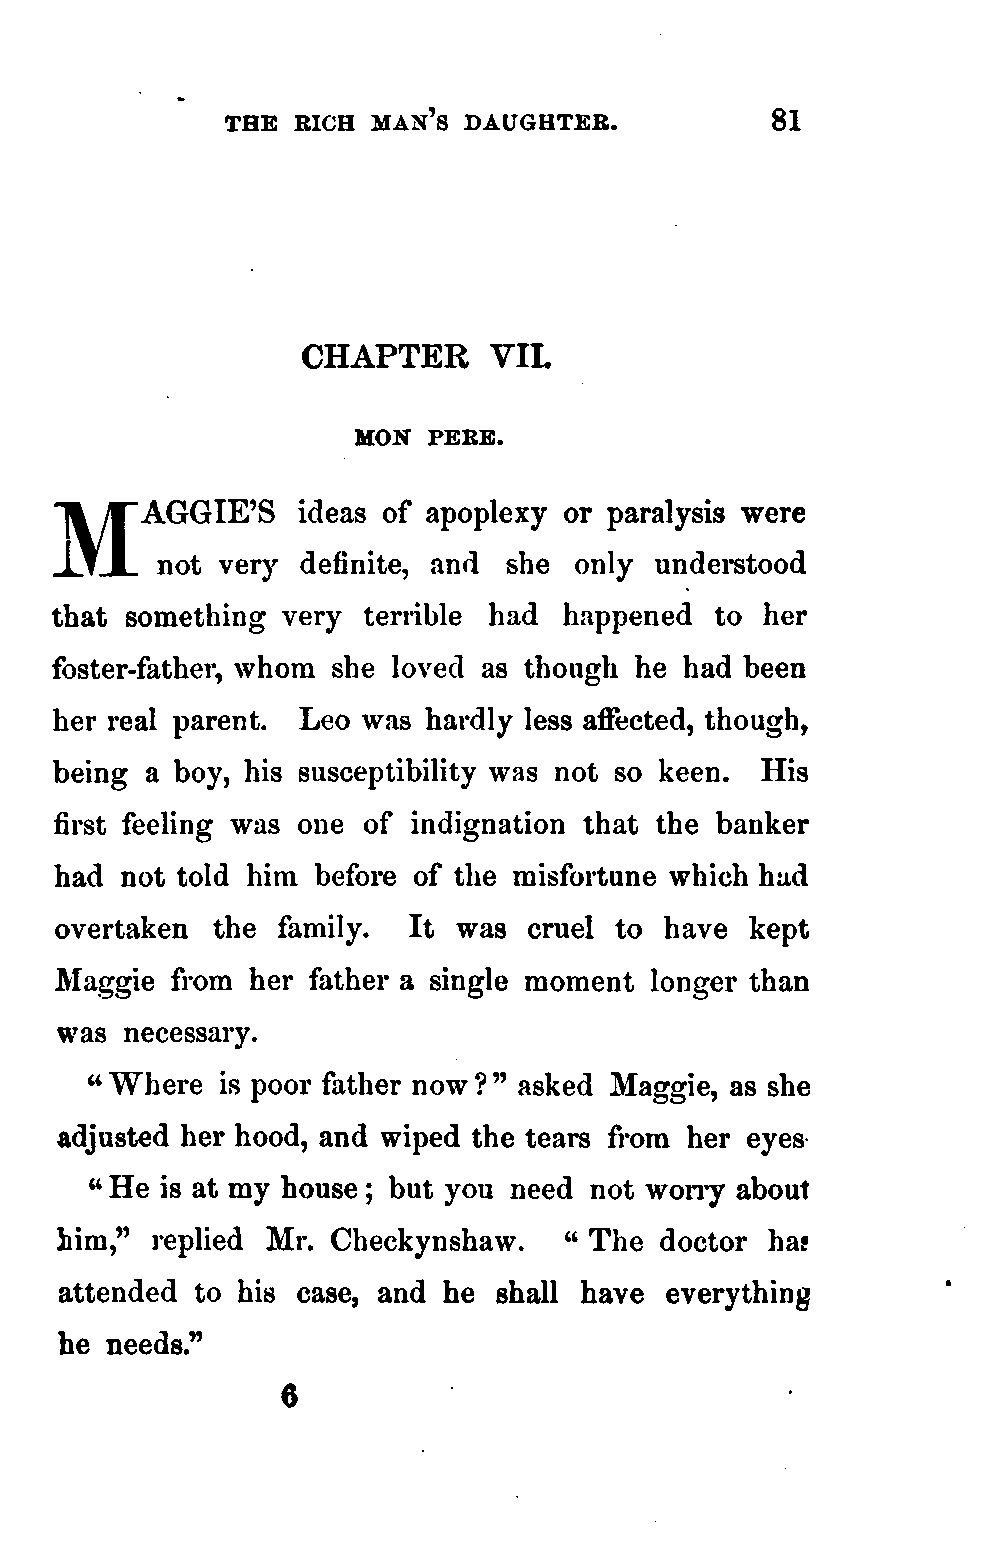 THE RICH MAN'S DAUGHTER. 81
CHAPTER VII.
MON PERE.
MAGGIE'S ideas of apoplexy or paralysis were
not very definite, and she only understood
that something very terrible had happened to her
foster-father, whom she loved as though he had been
her real parent. Leo was hardly less affected, though,
being a boy, his susceptibility was not so keen. His
first feeling was one of indignation that the banker
had not told him before of the misfortune which had
overtaken the family. It was cruel to have kept
Maggie from her father a single moment longer than
was necessary.
"Where is poor father now?" asked Maggie, as she
adjusted her hood, and wiped the tears from her eyes.
"He is at my house; but you need not worry about
him," replied Mr. Checkynshaw. "The doctor has
attended to his case, and he shall have everything
he needs."
6